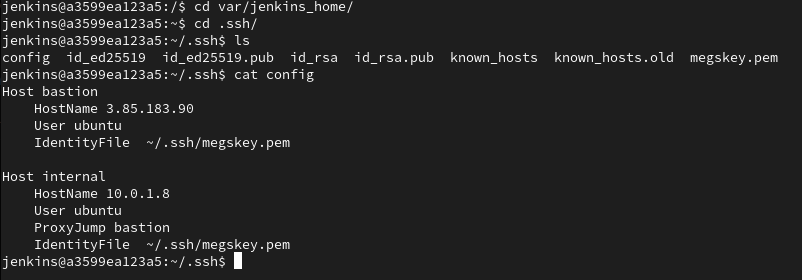 jenkins@a3599ea123a5:/$ cd var/jenkins_home/
jenkins@a3599ea123a5:~$ cd .ssh/
jenkins@a3599ea123a5:~/.ssh$ ls
config  id_ed25519  id_ed25519.pub  id_rsa  id_rsa.pub  known_hosts  known_hosts.old  megskey.pem
jenkins@a3599ea123a5:~/.ssh$ cat config
Host bastion
    HostName 3.85.183.90
    User ubuntu
    IdentityFile  ~/.ssh/megskey.pem

Host internal
    HostName 10.0.1.8
    User ubuntu
    ProxyJump bastion
    IdentityFile  ~/.ssh/megskey.pem
jenkins@a3599ea123a5:~/.ssh$